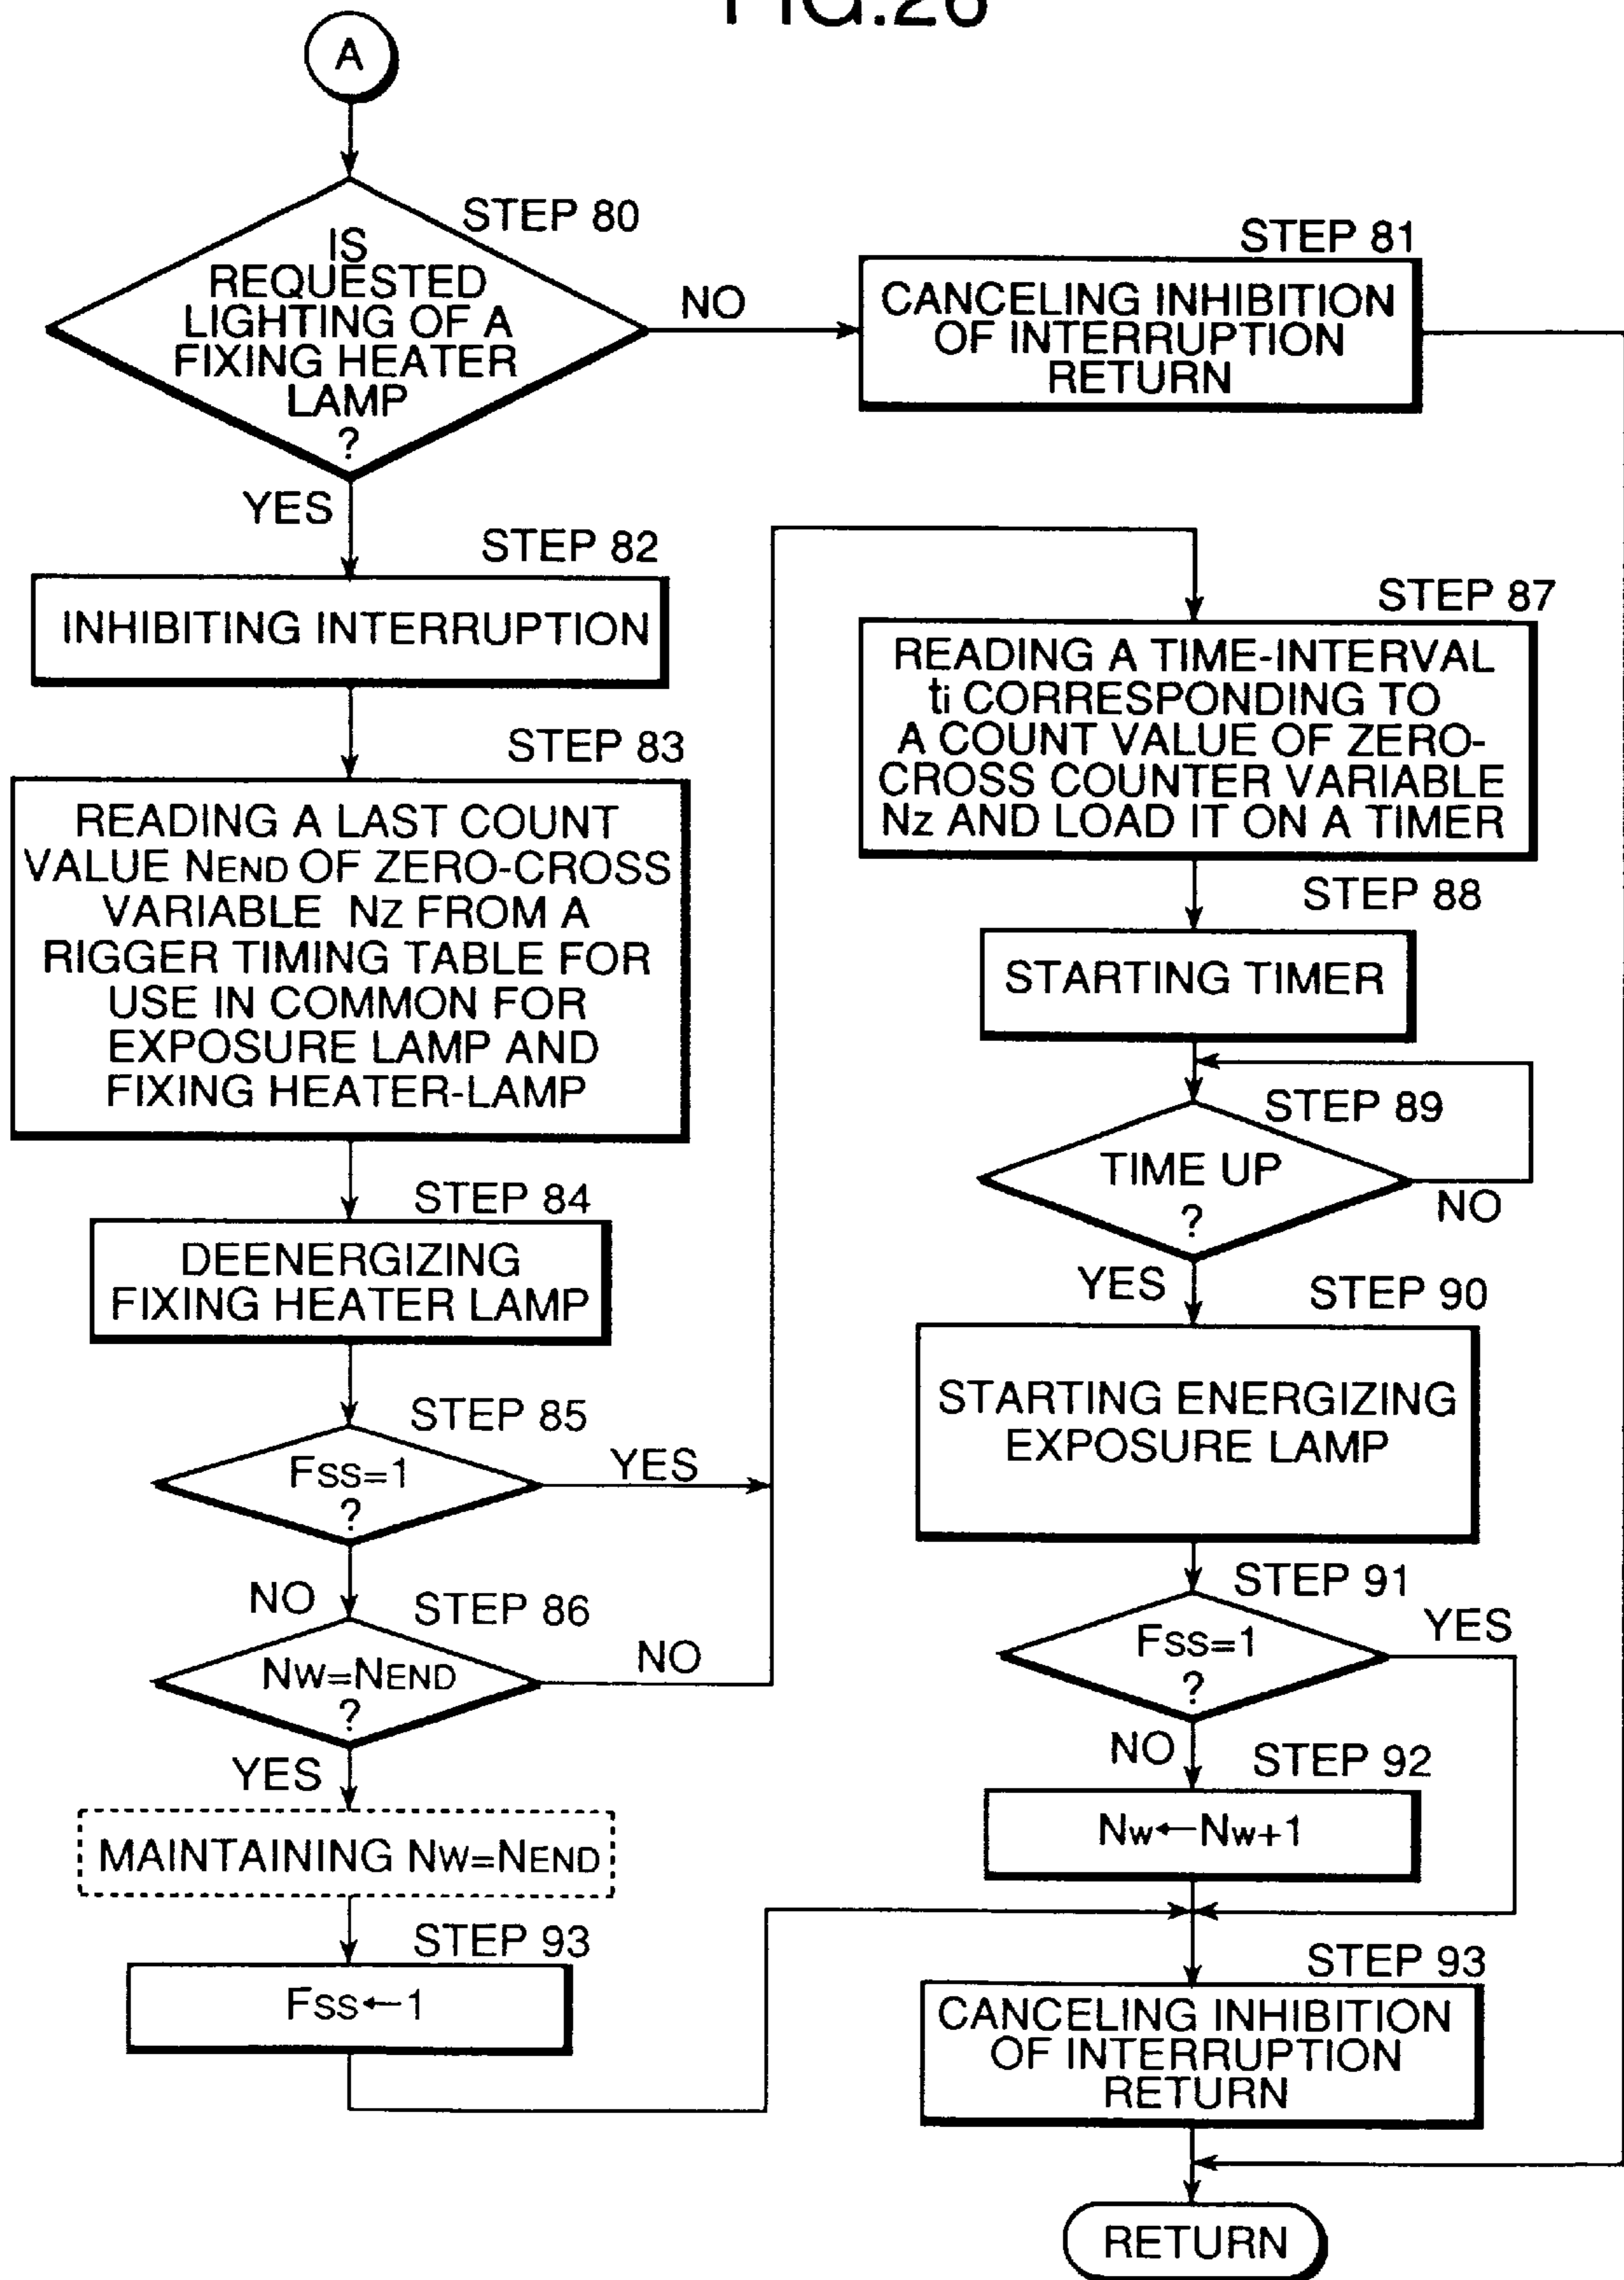 FIG.26
A
STEP 80
IS
REQUESTED
LIGHTING OF A
FIXING HEATER
LAMP
?
NO
YES
STEP 81
CANCELING INHIBITION
OF INTERRUPTION
RETURN
STEP 82
INHIBITING INTERRUPTION
STEP 83
READING A LAST COUNT
VALUE NEND OF ZERO-CROSS
VARIABLE NZ FROM A
RIGGER TIMING TABLE FOR
USE IN COMMON FOR
EXPOSURE LAMP AND
FIXING HEATER-LAMP
STEP 84
DEENERGIZING
FIXING HEATER LAMP
STEP 85
FSS=1
?
YES
NO
STEP 86
NW=NEND
?
NO
YES
MAINTAINING NW=NEND
STEP 93
FSS←1
STEP 87
READING A TIME-INTERVAL
ti CORRESPONDING TO
A COUNT VALUE OF ZERO-
CROSS COUNTER VARIABLE
NZ AND LOAD IT ON A TIMER
STEP 88
STARTING TIMER
STEP 89
TIME UP
?
NO
YES
STEP 90
STARTING ENERGIZING
EXPOSURE LAMP
STEP 91
FSS=1
?
YES
NO
STEP 92
NW←NW+1
STEP 93
CANCELING INHIBITION
OF INTERRUPTION
RETURN
RETURN